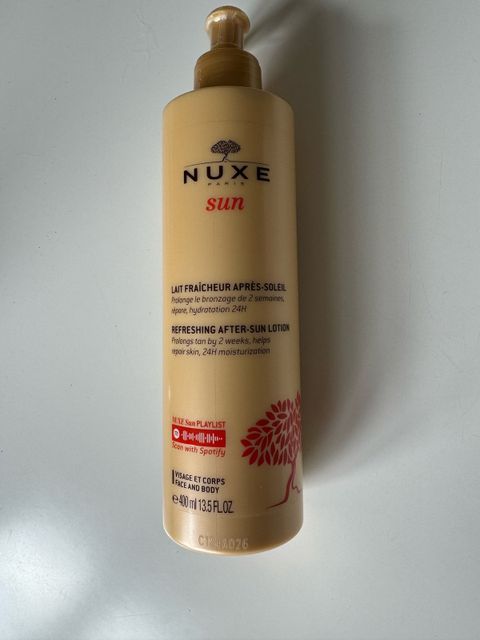 NUXE
PARIS
sun
LAIT FRAÎCHEUR APRÈS-SOLEIL
Prolonge le bronzage de 2 semaines,
répare, hydratation 24H
REFRESHING AFTER-SUN LOTION
Prolongs tan by 2 weeks, helps
repair skin, 24H moisturization
NUXE Sun PLAYLIST
Scan with Spotify
VISAGE ET CORPS
FACE AND BODY
e 400 ml 13.5 FL.OZ.